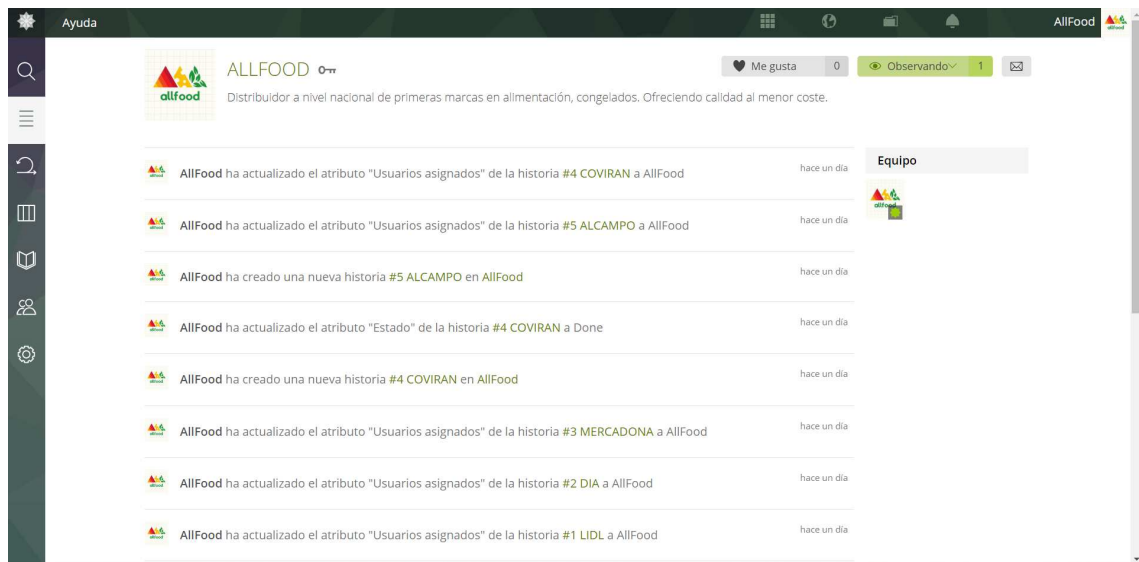 Ayuda
AllFood
allfood
ALLFOOD
Me gusta 0
Observando 1
Distribuidor a nivel nacional de primeras marcas en alimentación, congelados. Ofreciendo calidad al menor coste.
AllFood ha actualizado el atributo "Usuarios asignados" de la historia #4 COVIRAN a AllFood
hace un día
Equipo
allfood
AllFood ha actualizado el atributo "Usuarios asignados" de la historia #5 ALCAMPO a AllFood
hace un día
AllFood ha creado una nueva historia #5 ALCAMPO en AllFood
hace un día
AllFood ha actualizado el atributo "Estado" de la historia #4 COVIRAN a Done
hace un día
AllFood ha creado una nueva historia #4 COVIRAN en AllFood
hace un día
AllFood ha actualizado el atributo "Usuarios asignados" de la historia #3 MERCADONA a AllFood
hace un día
AllFood ha actualizado el atributo "Usuarios asignados" de la historia #2 DIA a AllFood
hace un día
AllFood ha actualizado el atributo "Usuarios asignados" de la historia #1 LIDL a AllFood
hace un día